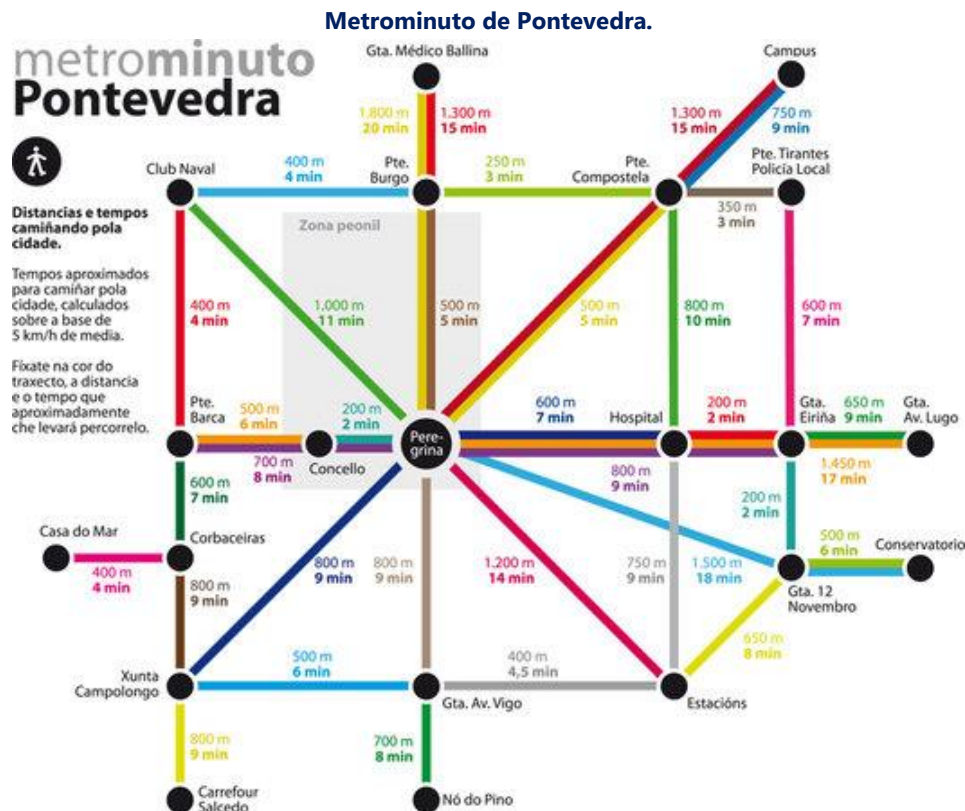 Metrominuto de Pontevedra.
metrominuto
Pontevedra
Gta. Médico Ballina
Campus
1.800 m
20 min
1.300 m
15 min
1.300 m
15 min
750 m
9 min
Club Naval
400 m
4 min
Pte.
Burgo
250 m
3 min
Pte.
Compostela
Pte. Tirantes
Policía Local
350 m
3 min
Distancias e tempos
camiñando pola
cidade.
Tempos aproximados
para camiñar pola
cidade, calculados
sobre a base de
5 km/h de media.
Fíxate na cor do
traxecto, a distancia
e o tempo que
aproximadamente
che levará percorrelo.
Zona peonil
400 m
4 min
1.000 m
11 min
500 m
5 min
500 m
5 min
800 m
10 min
600 m
7 min
Pte.
Barca
500 m
6 min
200 m
2 min
Pere-
grina
600 m
7 min
Hospital
200 m
2 min
Gta.
Eiriña
650 m
9 min
Gta.
Av. Lugo
700 m
8 min
Concello
800 m
9 min
1.450 m
17 min
600 m
7 min
200 m
2 min
Casa do Mar
Corbaceiras
400 m
4 min
800 m
9 min
800 m
9 min
800 m
9 min
1.200 m
14 min
750 m
9 min
1.500 m
18 min
500 m
6 min
Conservatorio
Gta. 12
Novembro
650 m
8 min
Xunta
Campolongo
500 m
6 min
400 m
4,5 min
Gta. Av. Vigo
Estacións
800 m
9 min
700 m
8 min
Carrefour
Salcedo
Nó do Pino